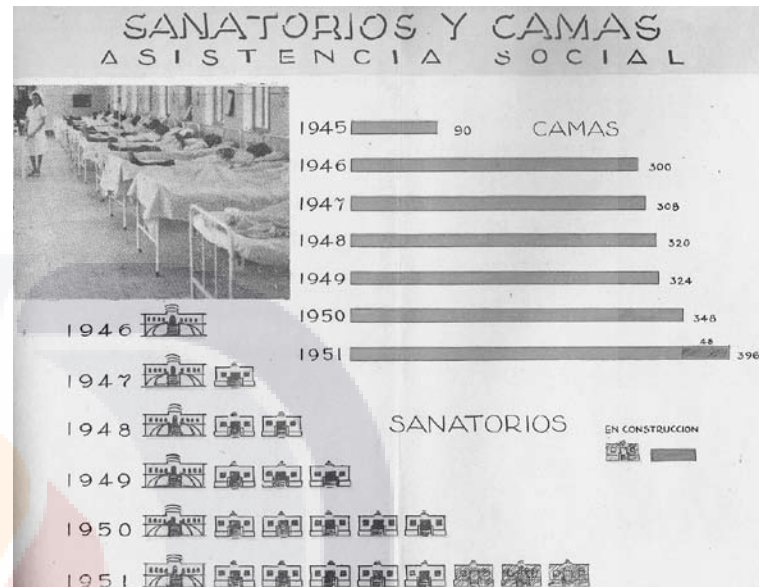 SANATORIOS Y CAMAS
ASISTENCIA SOCIAL
1945 90 CAMAS
1946 300
1947 308
1948 320
1949 324
1950 348
48
1951 396
1946
1947
1948
SANATORIOS
EN CONSTRUCCION
1949
1950
1951